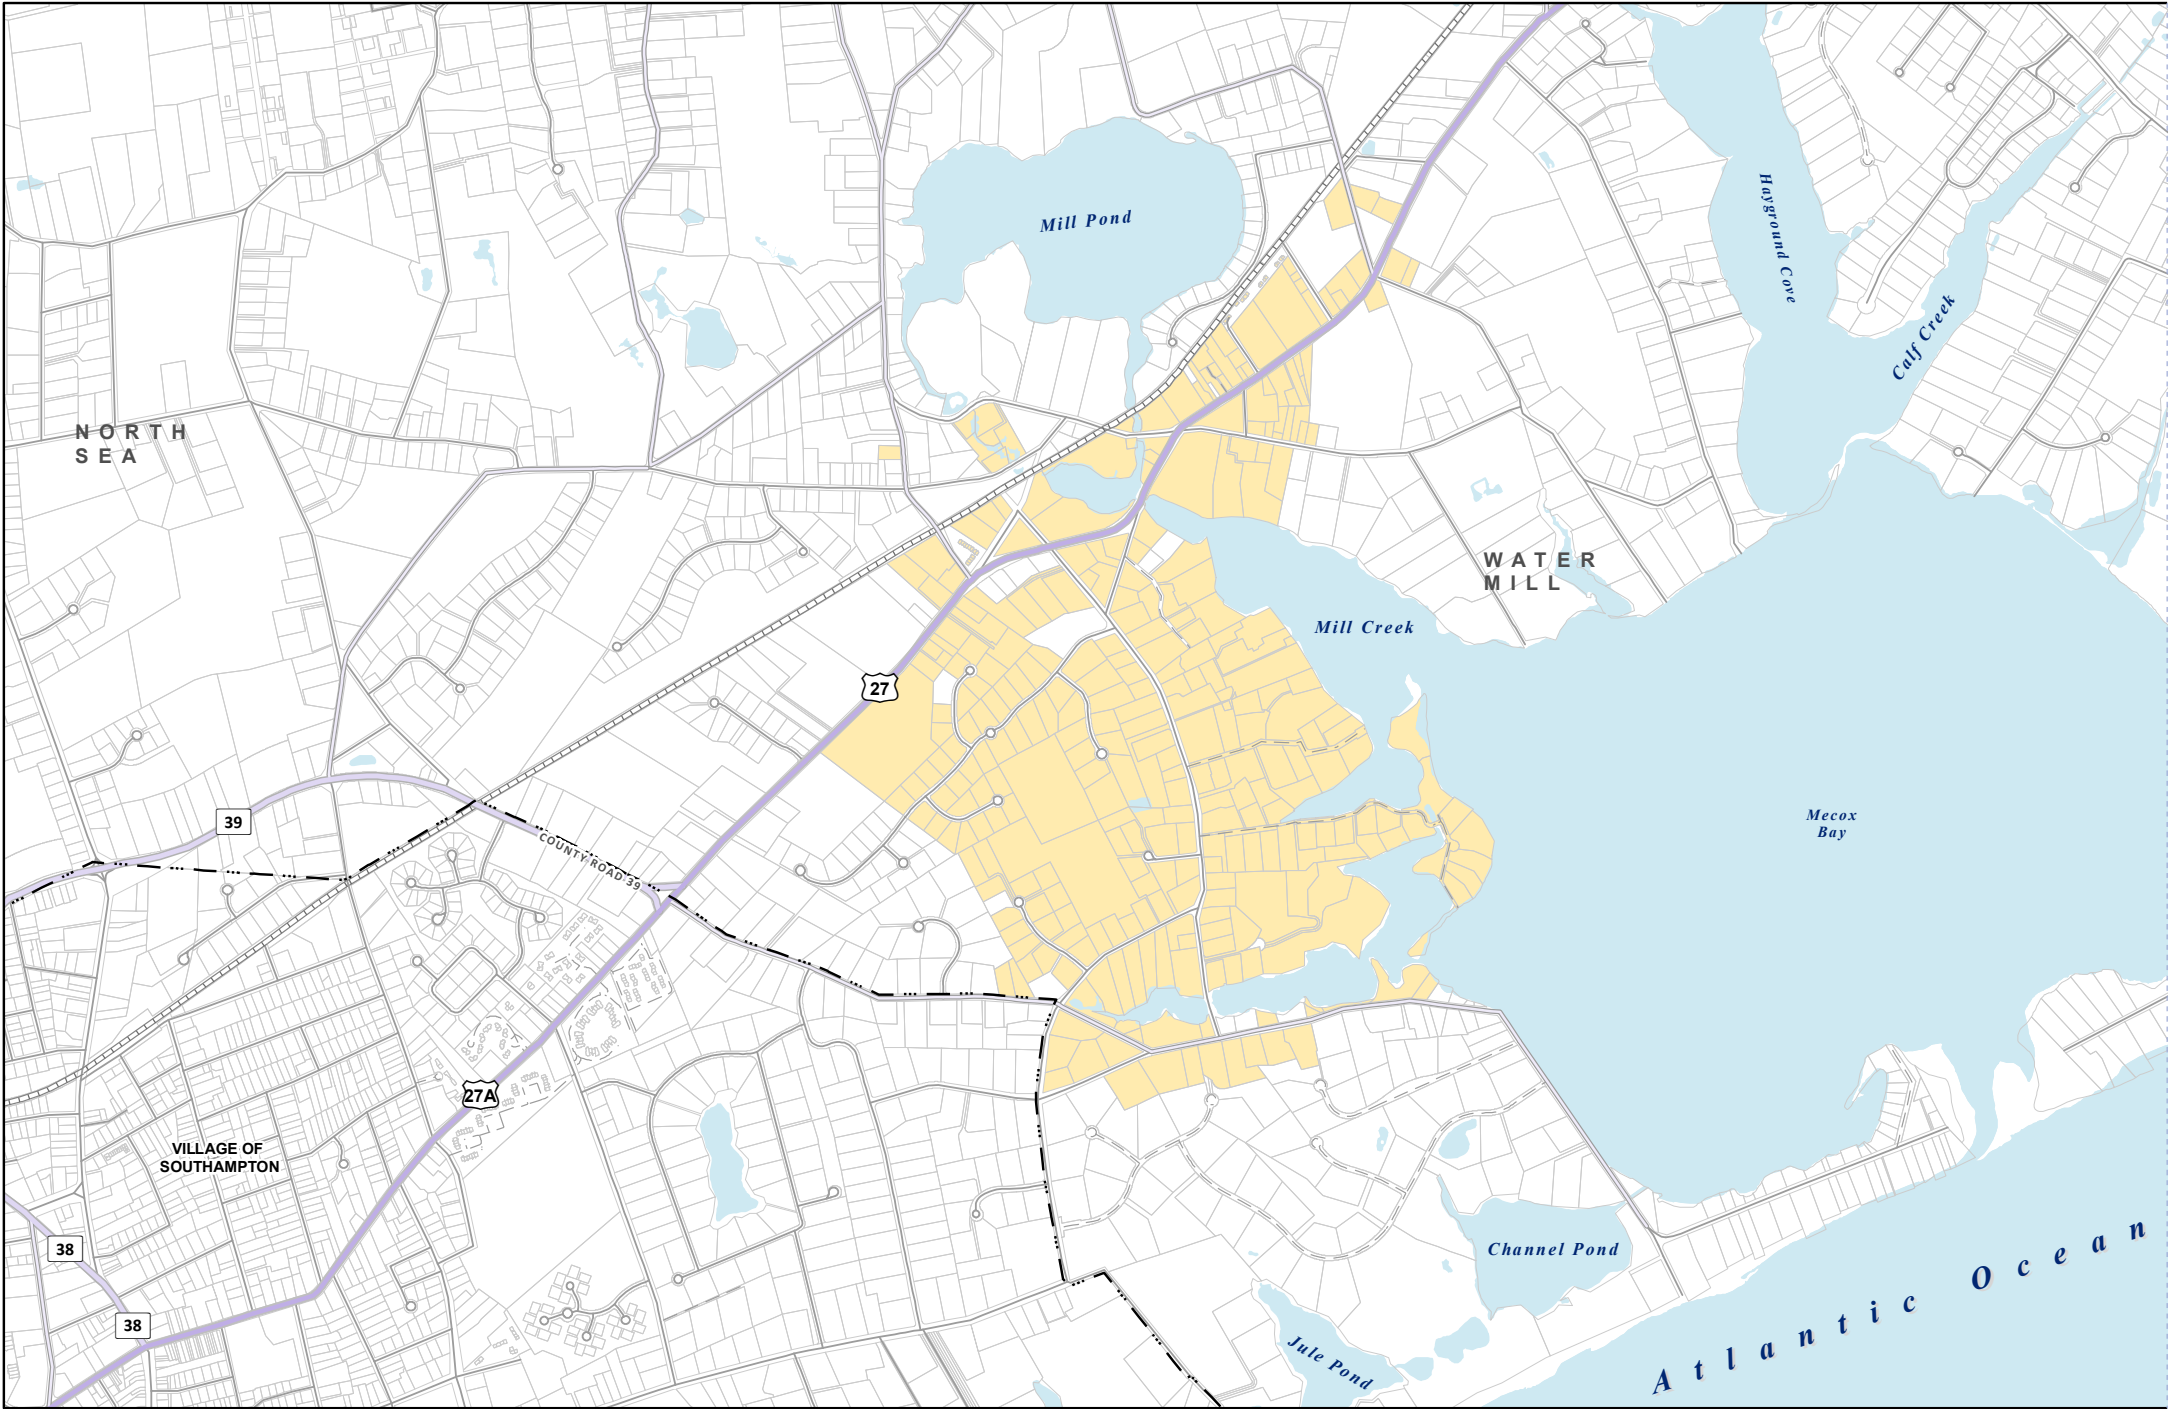 Mill Pond
Hayground Cove
Calf Creek
NORTH
SEA
WATER
MILL
Mill Creek
27
Mecox
Bay
39
COUNTY ROAD 39
27A
VILLAGE OF
SOUTHAMPTON
38
38
Channel Pond
Jule Pond
Atlantic Ocean